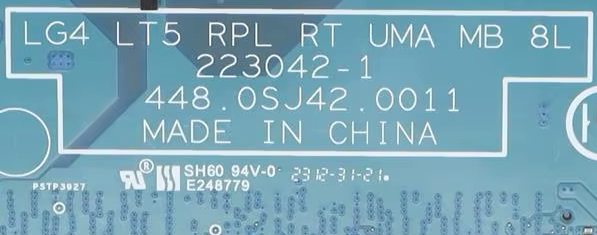 LG4 LT5 RPL RT UMA MB 8L
223042-1
448.0SJ42.0011
MADE IN CHINA
SH60 94V-0 2312-31-21.
E248779
PSTP3927